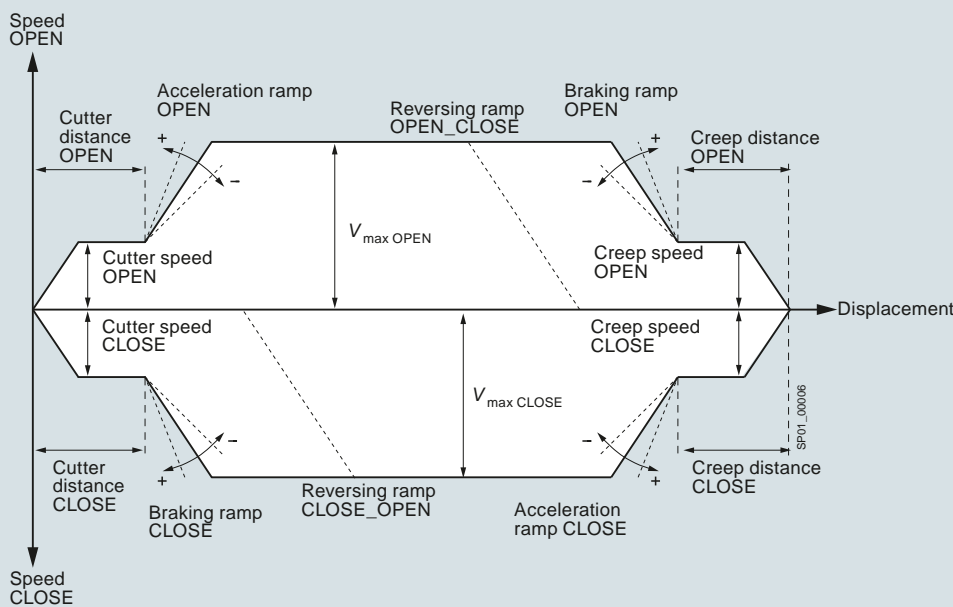 Speed
OPEN
Acceleration ramp
OPEN
Braking ramp
OPEN
Cutter
distance
OPEN
Reversing ramp
OPEN_CLOSE
Creep distance
OPEN
+
–
+
–
V max OPEN
Cutter speed
OPEN
Creep speed
OPEN
Displacement
Cutter speed
CLOSE
Creep speed
CLOSE
V max CLOSE
SP01_00006
–
+
–
+
Cutter
distance
CLOSE
Braking ramp
CLOSE
Reversing ramp
CLOSE_OPEN
Acceleration
ramp CLOSE
Creep distance
CLOSE
Speed
CLOSE